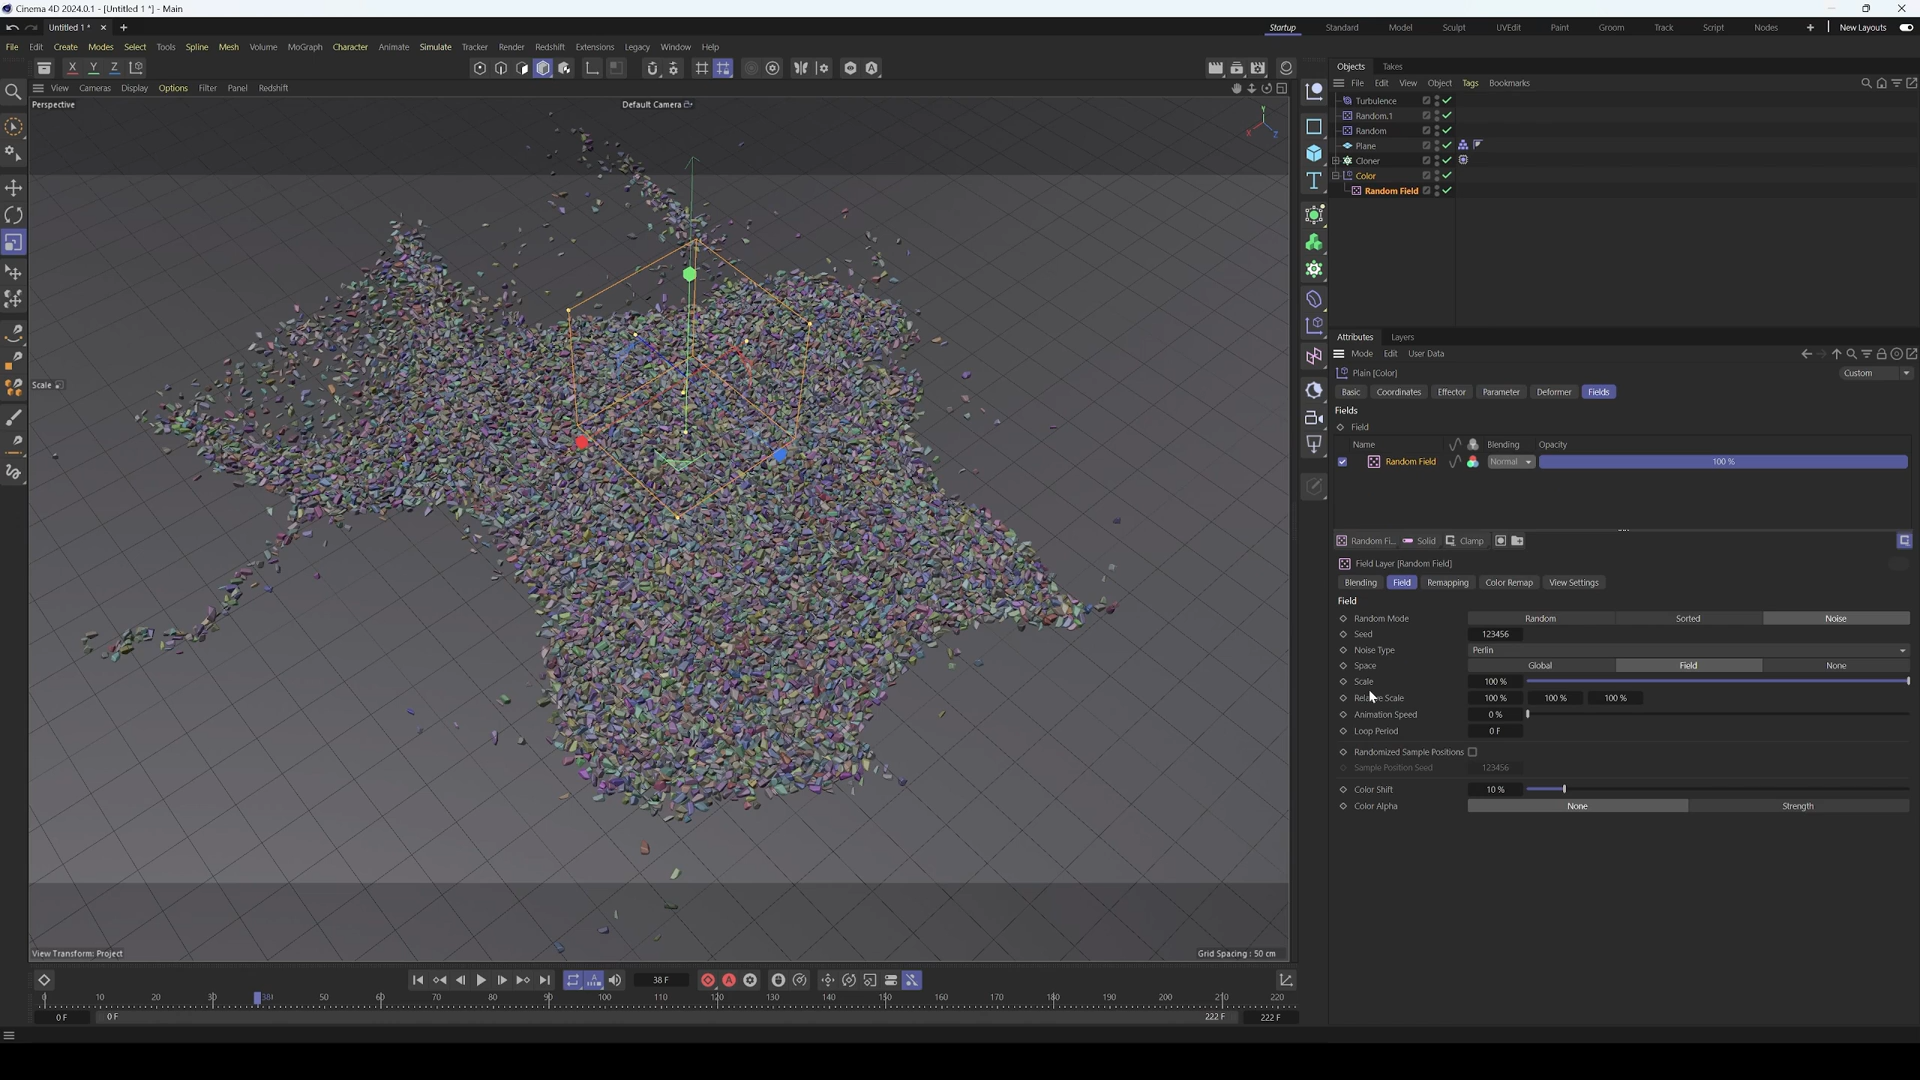 Cinema 4D 2024.0.1 - [Untitled 1 *] - Main
Untitled 1 *
Startup Standard Model Sculpt UVEdit Paint Groom Track Script Nodes New Layouts
File Edit Create Modes Select Tools Spline Mesh Volume MoGraph Character Animate Simulate Tracker Render Redshift Extensions Legacy Window Help
X Y Z
Objects Takes
View Cameras Display Options Filter Panel Redshift
File Edit View Object Tags Bookmarks
Perspective
Default Camera
Turbulence
Random.1
Random
Plane
Cloner
Color
Random Field
Attributes Layers
Mode Edit User Data
Plain [Color]
Custom
Scale
Basic Coordinates Effector Parameter Deformer Fields
Fields
Field
Name Blending Opacity
Random Field Normal 100 %
Random Fi... Solid Clamp
Field Layer [Random Field]
Blending Field Remapping Color Remap View Settings
Field
Random Mode Random Sorted Noise
Seed 123456
Noise Type Perlin
Space Global Field None
Scale 100 %
100 % 100 % 100 %
Animation Speed 0 %
Loop Period 0 F
Randomized Sample Positions
Sample Position Seed 123456
Color Shift 10 %
Color Alpha None Strength
View Transform: Project
Grid Spacing : 50 cm
38 F
0 10 20 30 38 50 60 70 80 90 100 110 120 130 140 150 160 170 180 190 200 210 220
0 F 0 F 222 F 222 F